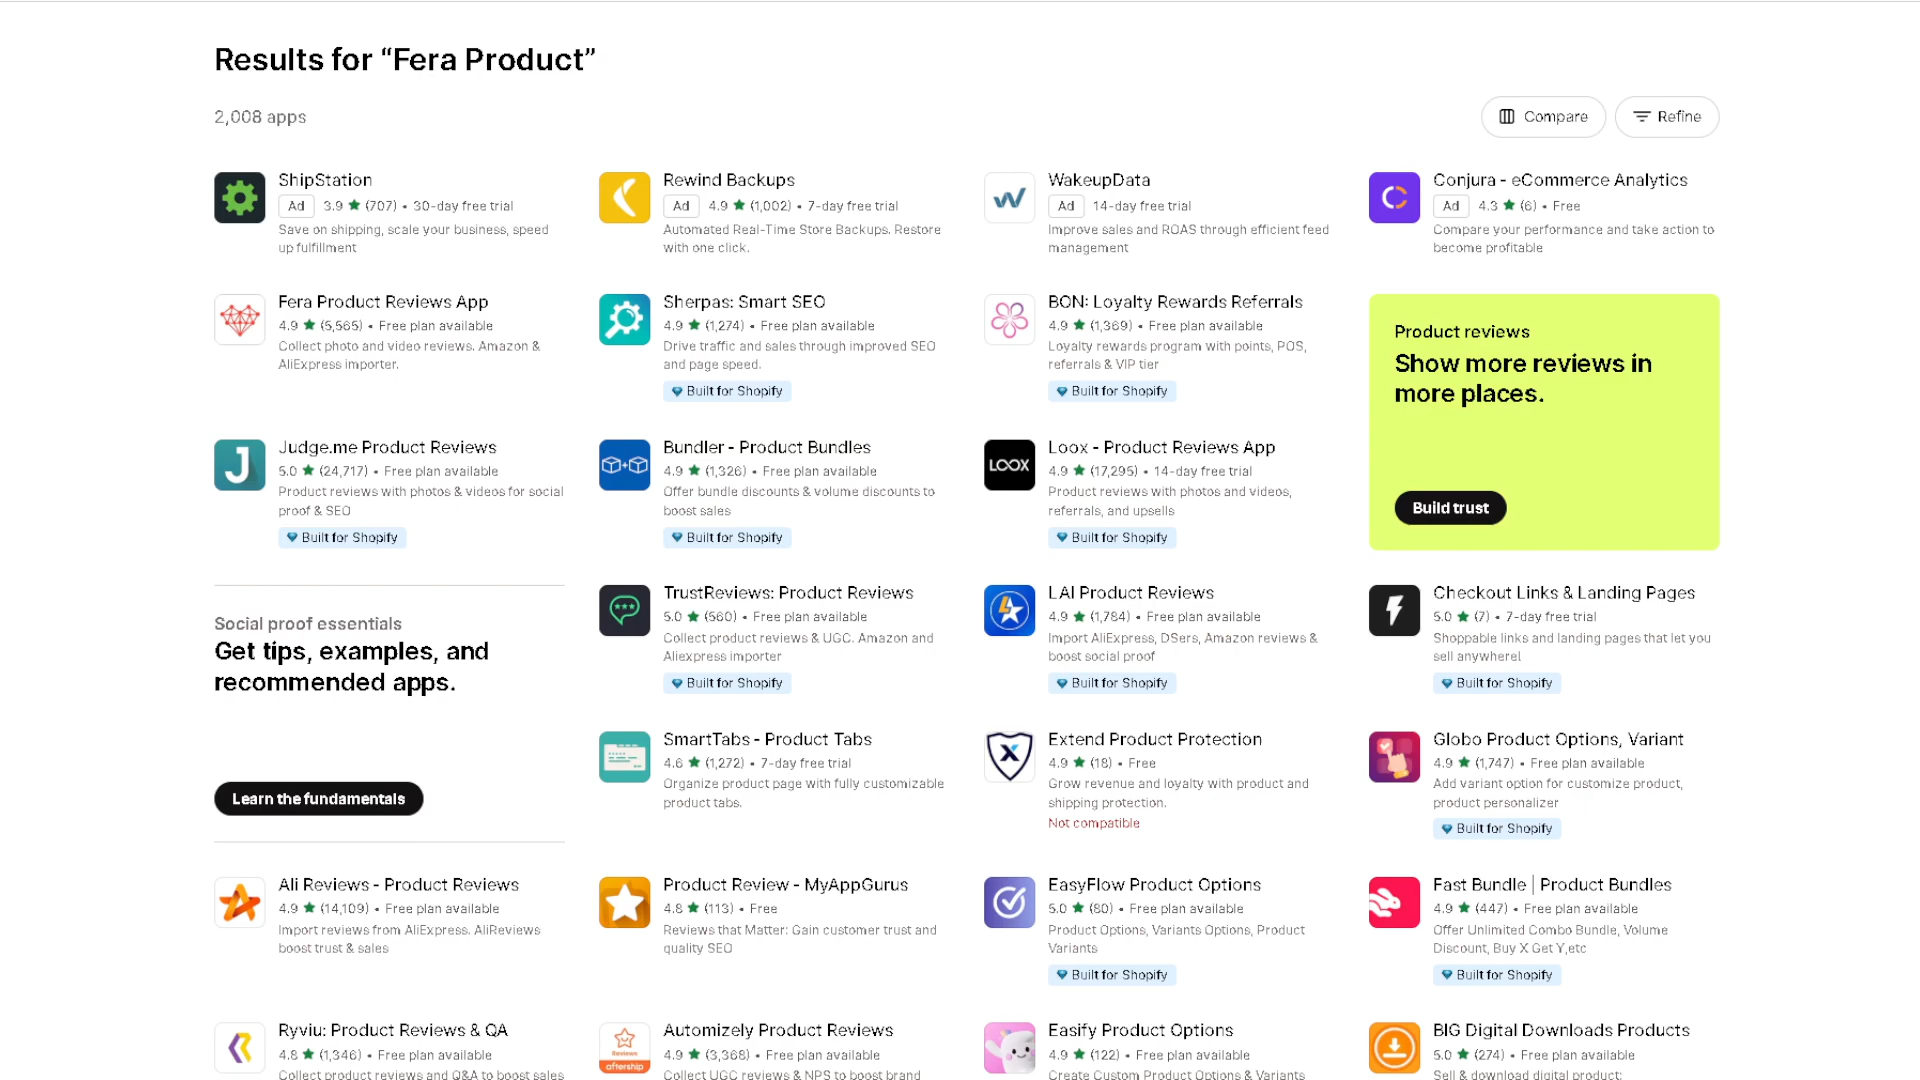 Results for “Fera Product”
2,008 apps
Compare
Refine
ShipStation
Ad 3.9 ★ (707) • 30-day free trial
Save on shipping, scale your business, speed
up fulfillment
Rewind Backups
Ad 4.9 ★ (1,002) • 7-day free trial
Automated Real-Time Store Backups. Restore
with one click.
WakeupData
Ad 14-day free trial
Improve sales and ROAS through efficient feed
management
Conjura - eCommerce Analytics
Ad 4.3 ★ (6) • Free
Compare your performance and take action to
become profitable
Fera Product Reviews App
4.9 ★ (5,565) • Free plan available
Collect photo and video reviews. Amazon &
AliExpress importer.
Sherpas: Smart SEO
4.9 ★ (1,274) • Free plan available
Drive traffic and sales through improved SEO
and page speed.
Built for Shopify
BON: Loyalty Rewards Referrals
4.9 ★ (1,369) • Free plan available
Loyalty rewards program with points, POS,
referrals & VIP tier
Built for Shopify
Product reviews
Show more reviews in
more places.
Build trust
J
Judge.me Product Reviews
5.0 ★ (24,717) • Free plan available
Product reviews with photos & videos for social
proof & SEO
Built for Shopify
Bundler - Product Bundles
4.9 ★ (1,326) • Free plan available
Offer bundle discounts & volume discounts to
boost sales
Built for Shopify
LOOX
Loox - Product Reviews App
4.9 ★ (17,295) • 14-day free trial
Product reviews with photos and videos,
referrals, and upsells
Built for Shopify
Social proof essentials
Get tips, examples, and
recommended apps.
Learn the fundamentals
TrustReviews: Product Reviews
5.0 ★ (560) • Free plan available
Collect product reviews & UGC. Amazon and
Aliexpress importer
Built for Shopify
LAI Product Reviews
4.9 ★ (1,784) • Free plan available
Import AliExpress, DSers, Amazon reviews &
boost social proof
Built for Shopify
Checkout Links & Landing Pages
5.0 ★ (7) • 7-day free trial
Shoppable links and landing pages that let you
sell anywhere!
Built for Shopify
SmartTabs - Product Tabs
4.6 ★ (1,272) • 7-day free trial
Organize product page with fully customizable
product tabs.
Extend Product Protection
4.9 ★ (18) • Free
Grow revenue and loyalty with product and
shipping protection.
Not compatible
Globo Product Options, Variant
4.9 ★ (1,747) • Free plan available
Add variant option for customize product,
product personalizer
Built for Shopify
Ali Reviews - Product Reviews
4.9 ★ (14,109) • Free plan available
Import reviews from AliExpress. AliReviews
boost trust & sales
Product Review - MyAppGurus
4.8 ★ (113) • Free
Reviews that Matter: Gain customer trust and
quality SEO
EasyFlow Product Options
5.0 ★ (80) • Free plan available
Product Options, Variants Options, Product
Variants
Built for Shopify
Fast Bundle | Product Bundles
4.9 ★ (447) • Free plan available
Offer Unlimited Combo Bundle, Volume
Discount, Buy X Get Y,etc
Built for Shopify
Ryviu: Product Reviews & QA
4.8 ★ (1,346) • Free plan available
Collect product reviews and Q&A to boost sales
Reviews
aftership
Automizely Product Reviews
4.9 ★ (3,368) • Free plan available
Collect UGC reviews & NPS to boost brand
Easify Product Options
4.9 ★ (122) • Free plan available
Create Custom Product Options & Variants
BIG Digital Downloads Products
5.0 ★ (274) • Free plan available
Sell & download digital product: